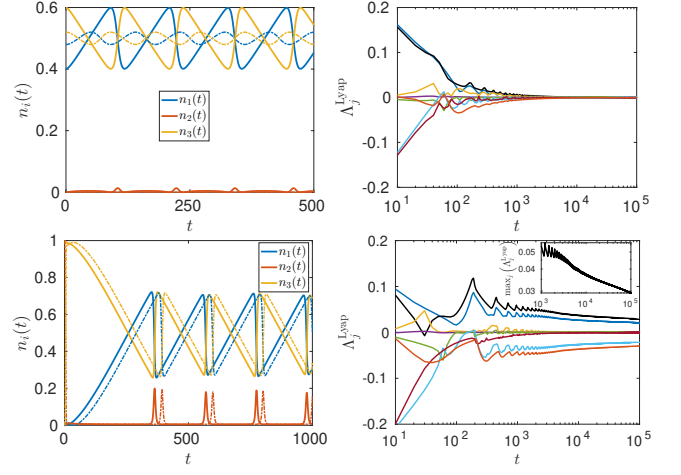 0.6
0.4
0.2
0
n_i(t)
n_1(t)
n_2(t)
n_3(t)
0 250 500
t
0.2
0.1
0
-0.1
-0.2
Λ_j^Lyap
10^1 10^2 10^3 10^4 10^5
t
1
0.8
0.6
0.4
0.2
0
n_i(t)
n_1(t)
n_2(t)
n_3(t)
0 500 1000
t
0.2
0.1
0
-0.1
-0.2
Λ_j^Lyap
max_j (Λ_j^Lyap)
0.05
0.04
0.03
10^3 10^4 10^5
10^1 10^2 10^3 10^4 10^5
t